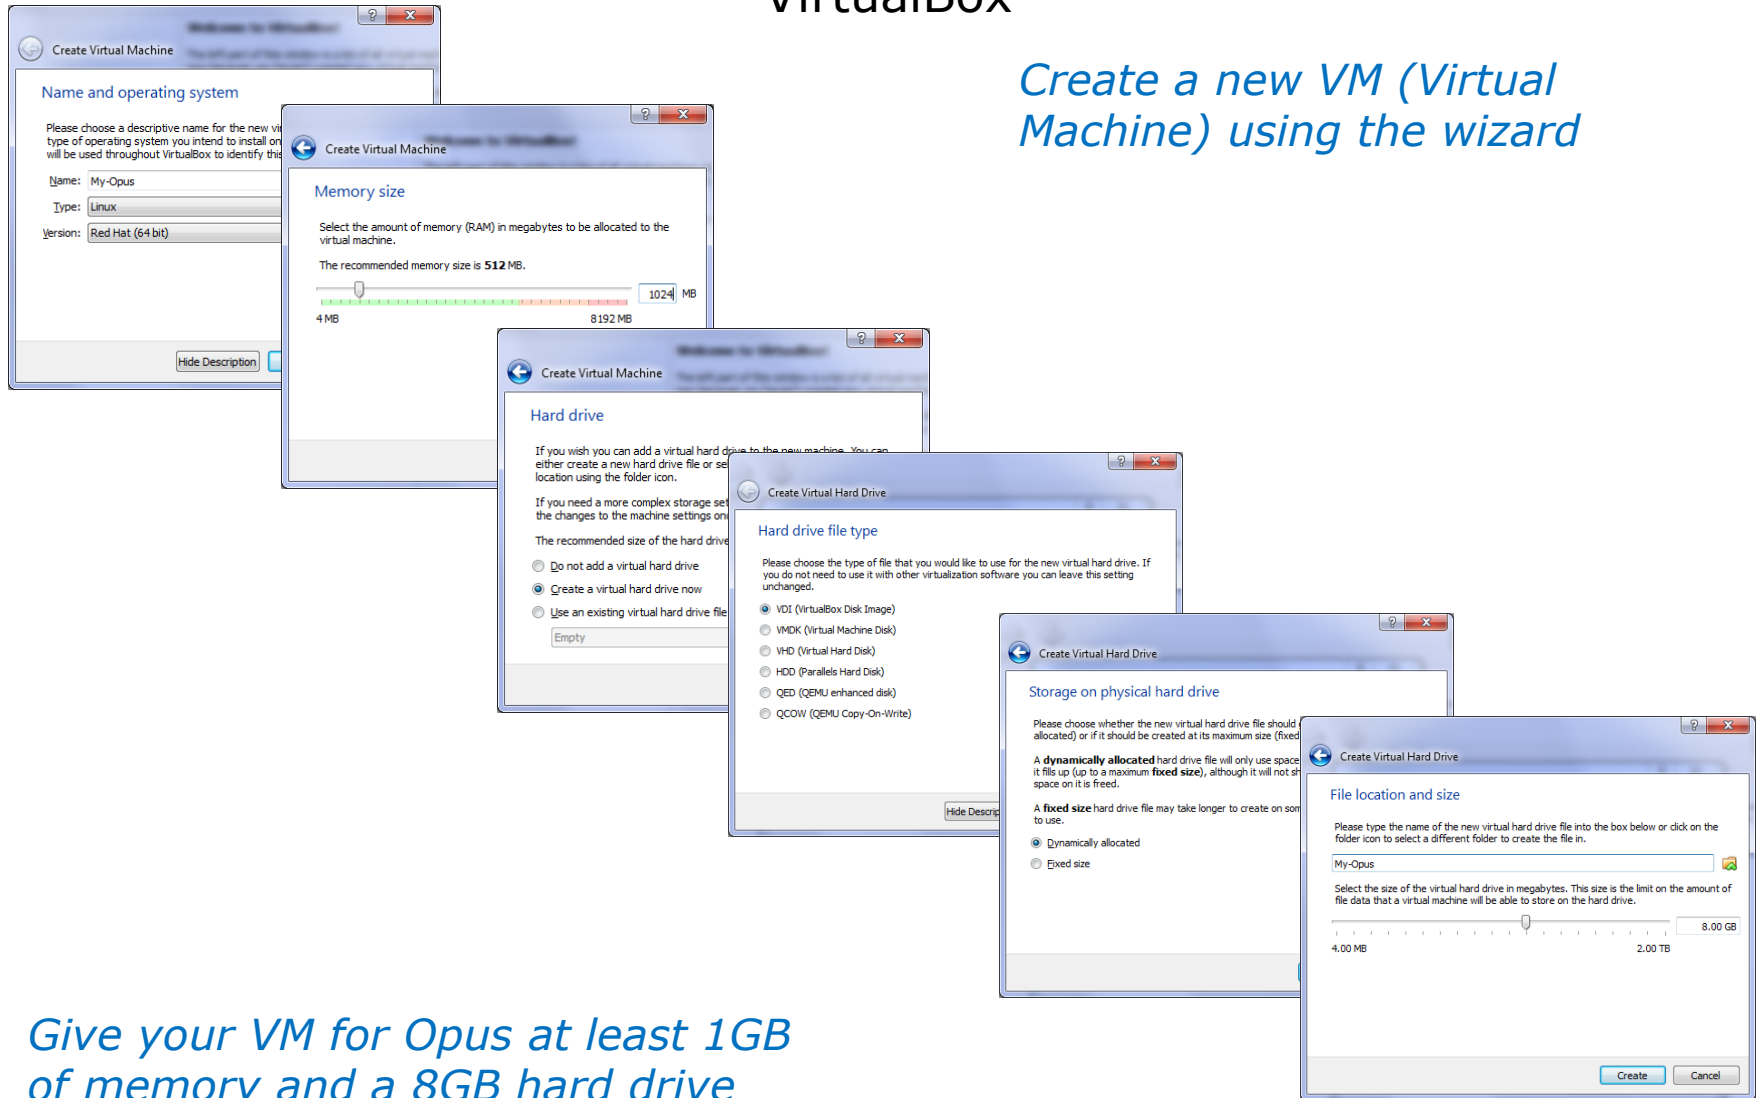 VirtualBox
Create a new VM (Virtual
Machine) using the wizard
Create Virtual Machine
Name and operating system
Please choose a descriptive name for the new
type of operating system you intend to install on
will be used throughout VirtualBox to identify this
Name: My-Opus
Type: Linux
Version: Red Hat (64 bit)
Hide Description
Create Virtual Machine
Memory size
Select the amount of memory (RAM) in megabytes to be allocated to the
virtual machine.
The recommended memory size is 512 MB.
1024 MB
4 MB 8192 MB
Create Virtual Machine
Hard drive
If you wish you can add a virtual hard drive to the new machine. You can
either create a new hard drive file or
location using the folder icon.
If you need a more complex storage
the changes to the machine settings
The recommended size of the hard drive
Do not add a virtual hard drive
Create a virtual hard drive now
Use an existing virtual hard drive file
Empty
Create Virtual Hard Drive
Hard drive file type
Please choose the type of file that you would like to use for the new virtual hard drive. If
you do not need to use it with other virtualization software you can leave this setting
unchanged.
VDI (VirtualBox Disk Image)
VMDK (Virtual Machine Disk)
VHD (Virtual Hard Disk)
HDD (Parallels Hard Disk)
QED (QEMU enhanced disk)
QCOW (QEMU Copy-On-Write)
Hide Descrip
Create Virtual Hard Drive
Storage on physical hard drive
Please choose whether the new virtual hard drive file should
allocated) or if it should be created at its maximum size (fixed
A dynamically allocated hard drive file will only use space
it fills up (up to a maximum fixed size), although it will not
space on it is freed.
A fixed size hard drive file may take longer to create on
to use.
Dynamically allocated
Fixed size
Create Virtual Hard Drive
File location and size
Please type the name of the new virtual hard drive file into the box below or click on the
folder icon to select a different folder to create the file in.
My-Opus
Select the size of the virtual hard drive in megabytes. This size is the limit on the amount of
file data that a virtual machine will be able to store on the hard drive.
8.00 GB
4.00 MB 2.00 TB
Create Cancel
Give your VM for Opus at least 1GB
of memory and a 8GB hard drive